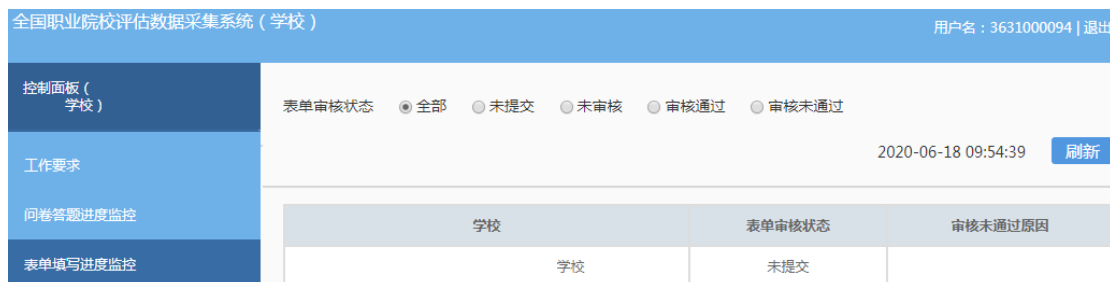 全国职业院校评估数据采集系统（学校）
用户名：3631000094 | 退出
控制面板（
学校）
工作要求
问卷答题进度监控
表单填写进度监控
表单审核状态 全部 未提交 未审核 审核通过 审核未通过
2020-06-18 09:54:39 刷新
学校 表单审核状态 审核未通过原因
学校 未提交